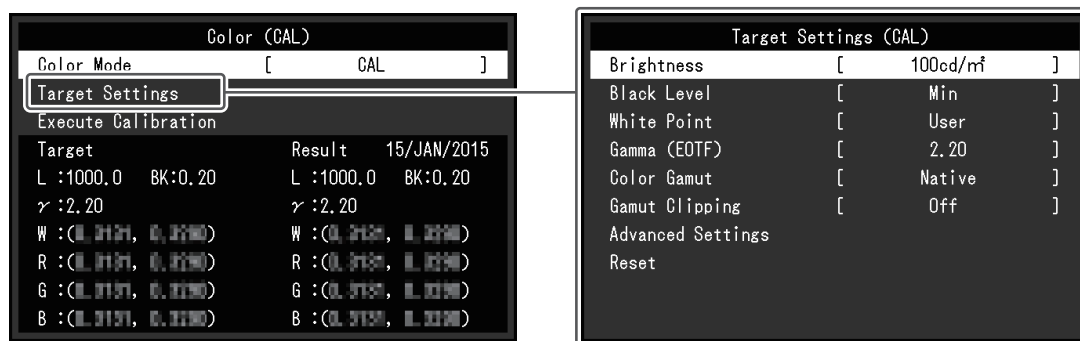 Color (CAL)
Color Mode [ CAL ]
Target Settings
Execute Calibration
Target Result 15/JAN/2015
L :1000.0 BK:0.20 L :1000.0 BK:0.20
γ :2.20 γ :2.20
W :( , ) W :( , )
R :( , ) R :( , )
G :( , ) G :( , )
B :( , ) B :( , )
Target Settings (CAL)
Brightness [ 100cd/㎡ ]
Black Level [ Min ]
White Point [ User ]
Gamma (EOTF) [ 2.20 ]
Color Gamut [ Native ]
Gamut Clipping [ Off ]
Advanced Settings
Reset